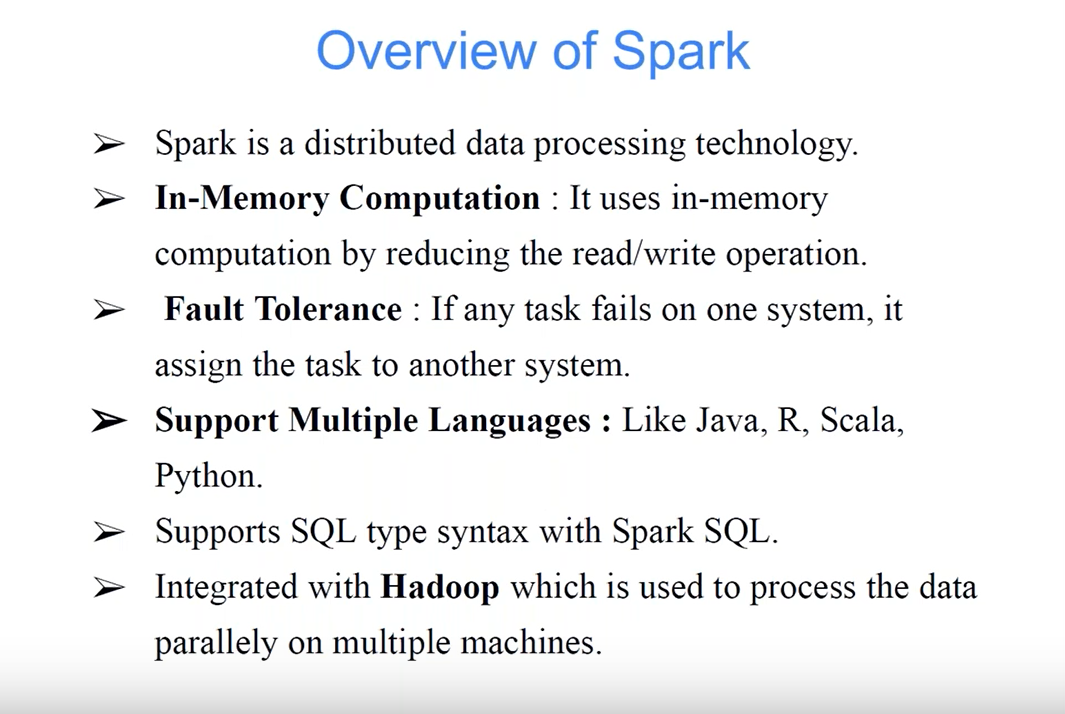 Overview of Spark
➢ Spark is a distributed data processing technology.
➢ In-Memory Computation : It uses in-memory
computation by reducing the read/write operation.
➢ Fault Tolerance : If any task fails on one system, it
assign the task to another system.
➢ Support Multiple Languages : Like Java, R, Scala,
Python.
➢ Supports SQL type syntax with Spark SQL.
➢ Integrated with Hadoop which is used to process the data
parallely on multiple machines.